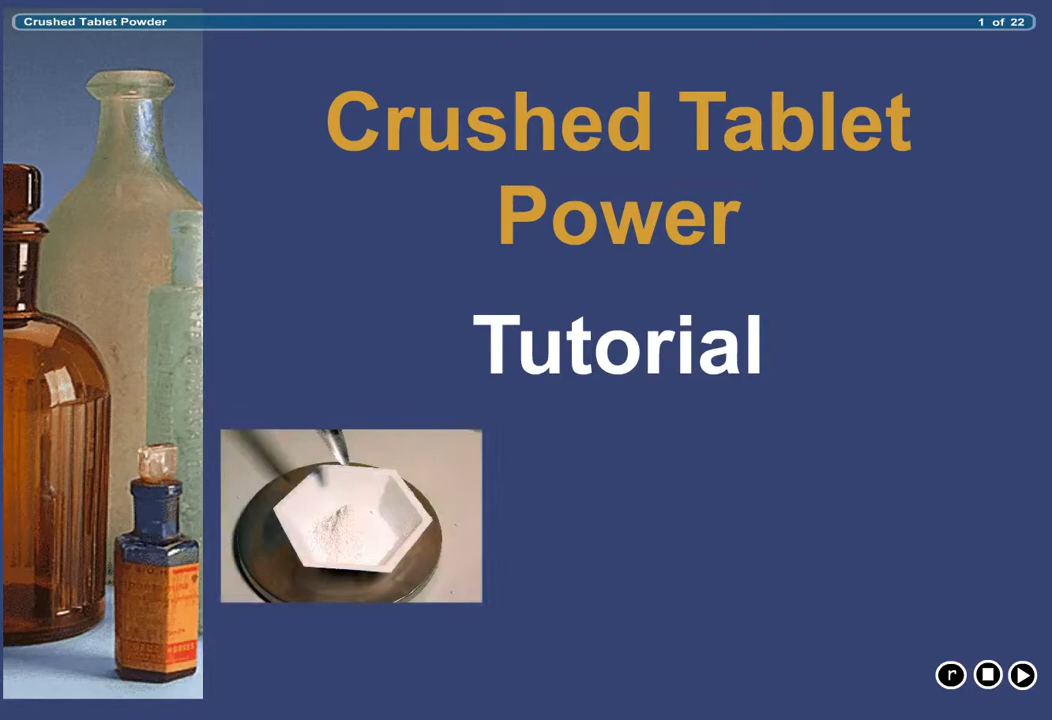 Crushed Tablet Powder
1 of 22
Crushed Tablet
Power
Tutorial
r